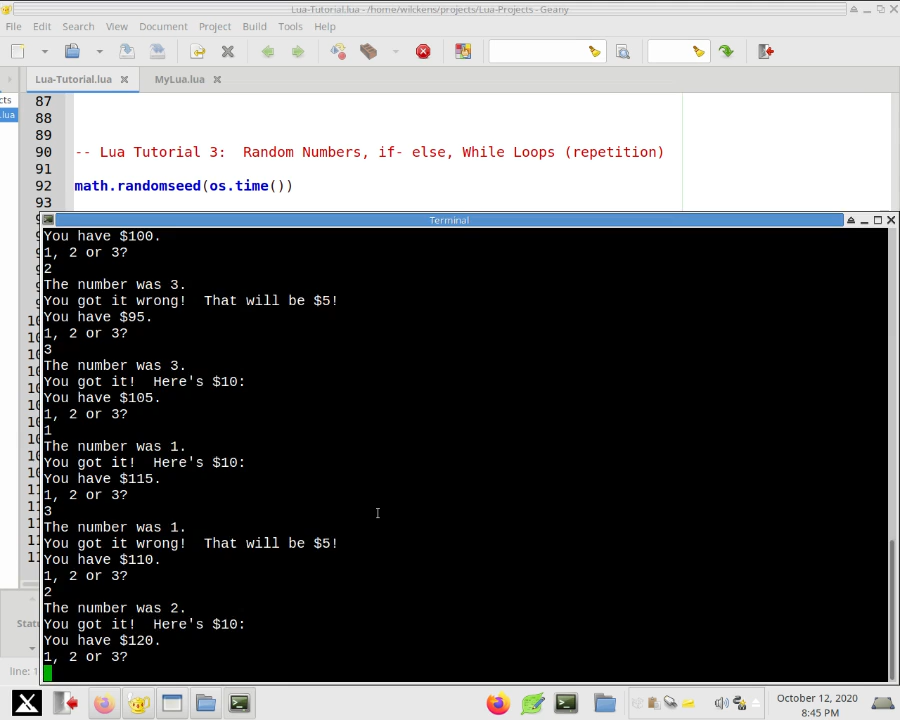 Lua-Tutorial.lua - /home/wilckens/projects/Lua-Projects - Geany
File Edit Search View Document Project Build Tools Help
Lua-Tutorial.lua MyLua.lua
cts
.lua
87
88
89
90 -- Lua Tutorial 3:  Random Numbers, if- else, While Loops (repetition)
91
92 math.randomseed(os.time())
93
Terminal
You have $100.
1, 2 or 3?
2
The number was 3.
You got it wrong!  That will be $5!
You have $95.
1, 2 or 3?
3
The number was 3.
You got it!  Here's $10:
You have $105.
1, 2 or 3?
1
The number was 1.
You got it!  Here's $10:
You have $115.
1, 2 or 3?
3
The number was 1.
You got it wrong!  That will be $5!
You have $110.
1, 2 or 3?
2
The number was 2.
You got it!  Here's $10:
You have $120.
1, 2 or 3?
Statu
line: 1
October 12, 2020
8:45 PM